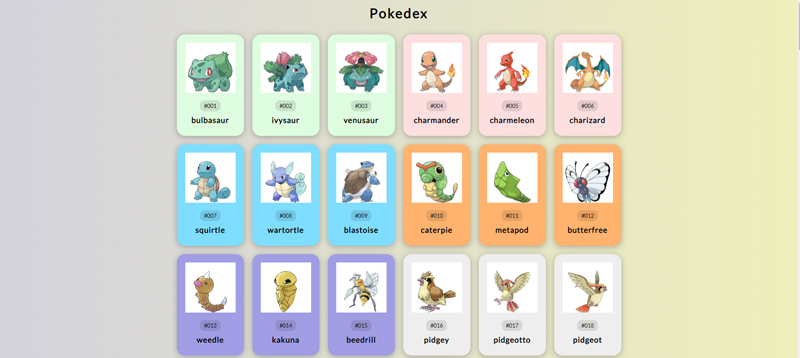 Pokedex
#001 #002 #003 #004 #005 #006
bulbasaur ivysaur venusaur charmander charmeleon charizard
#007 #008 #009 #010 #011 #012
squirtle wartortle blastoise caterpie metapod butterfree
#013 #014 #015 #016 #017 #018
weedle kakuna beedrill pidgey pidgeotto pidgeot